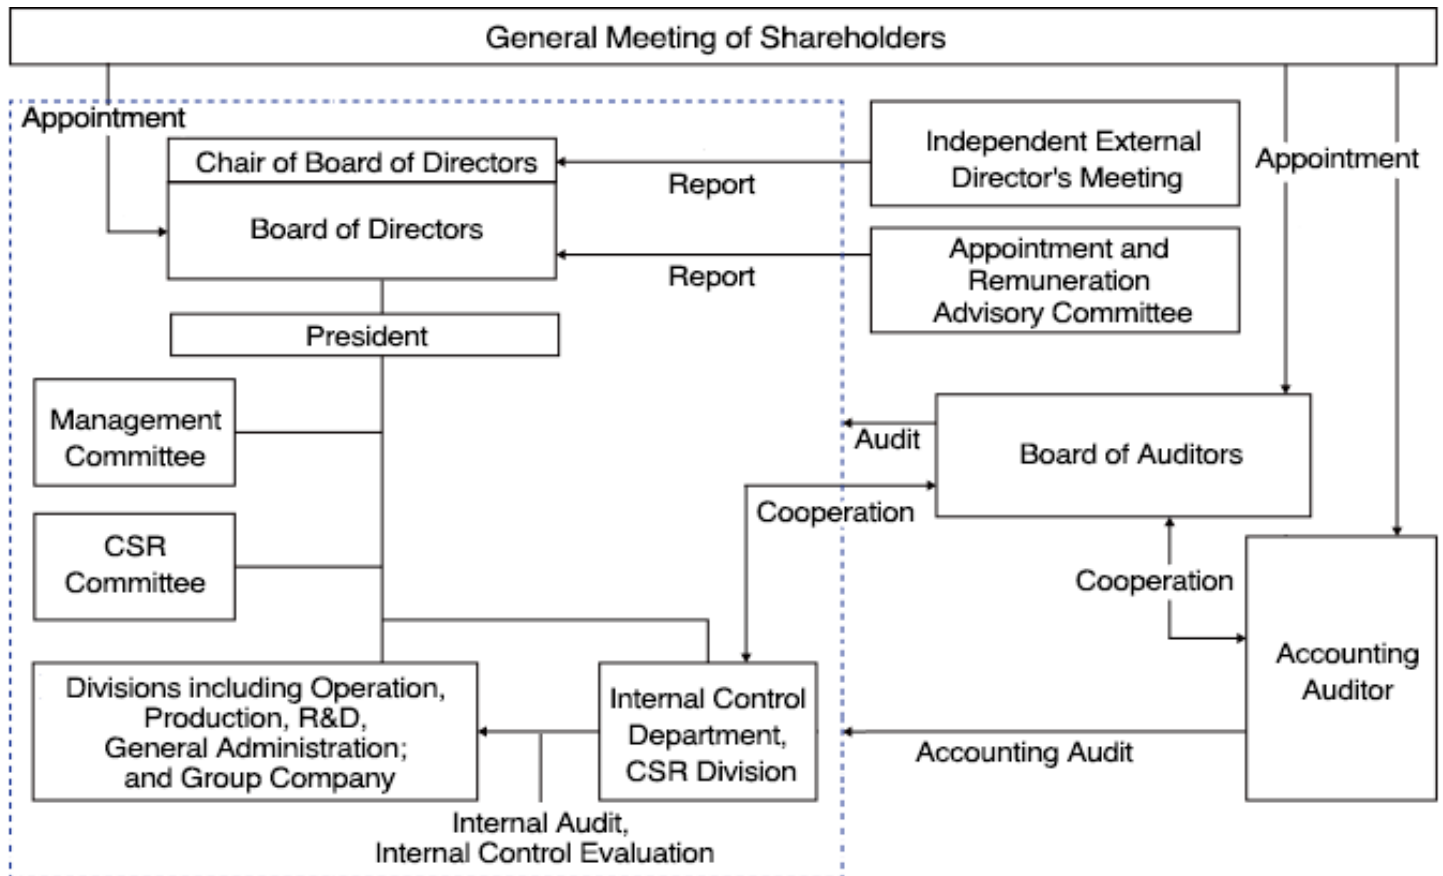 General Meeting of Shareholders
Appointment
Chair of Board of Directors
Board of Directors
Report
Report
Independent External
Director's Meeting
Appointment
Appointment and
Remuneration
Advisory Committee
President
Management
Committee
Audit
Board of Auditors
Cooperation
CSR
Committee
Cooperation
Divisions including Operation,
Production, R&D,
General Administration;
and Group Company
Internal Control
Department,
CSR Division
Accounting
Auditor
Accounting Audit
Internal Audit,
Internal Control Evaluation